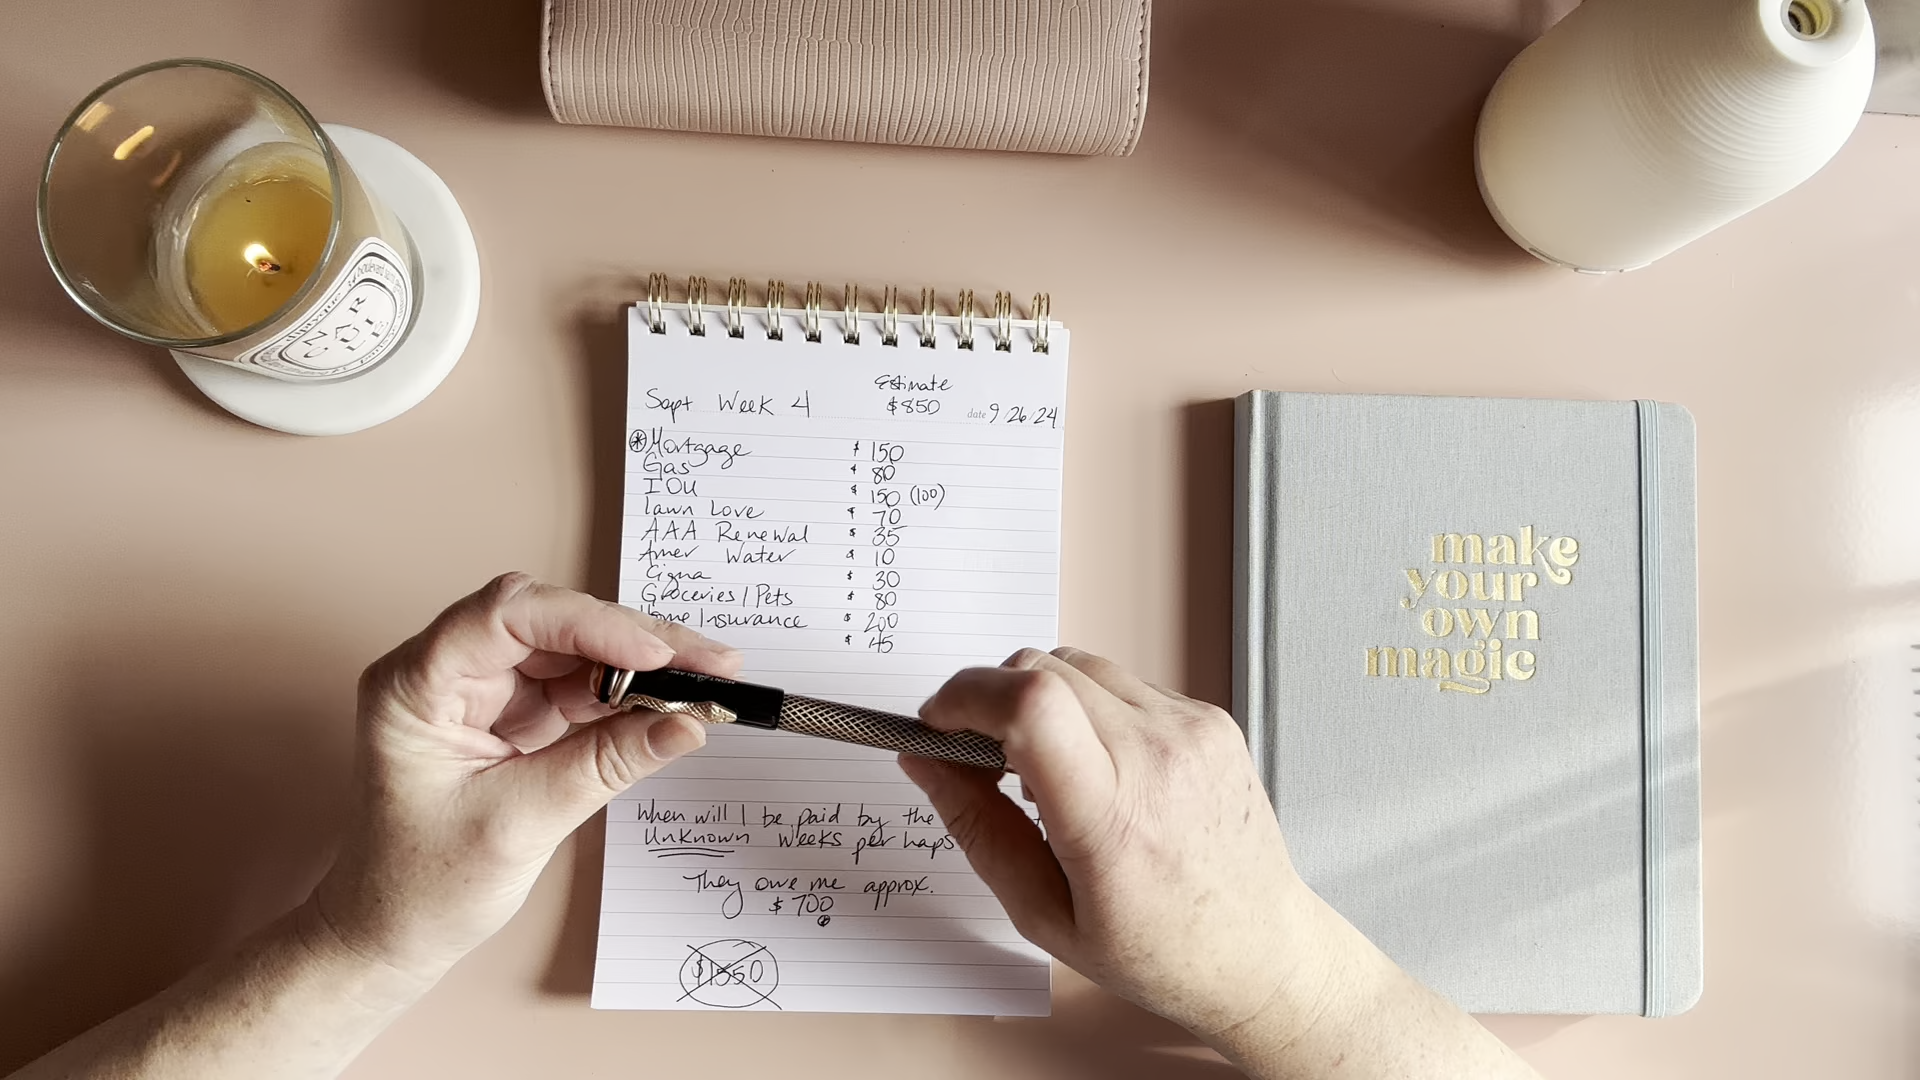 Estimate
Sept Week 4 $850 date 9/26/24
Mortgage $ 150
Gas $ 80
IOU $ 150 (100)
lawn Love $ 70
AAA Renewal $ 35
Amer Water $ 10
Cigna $ 30
Groceries/Pets $ 80
Home Insurance $ 200
$ 45
MONTBLANC
When will I be paid by the
Unknown weeks perhaps
They owe me approx.
$ 700
$1550
make
your
own
magic
diptyque